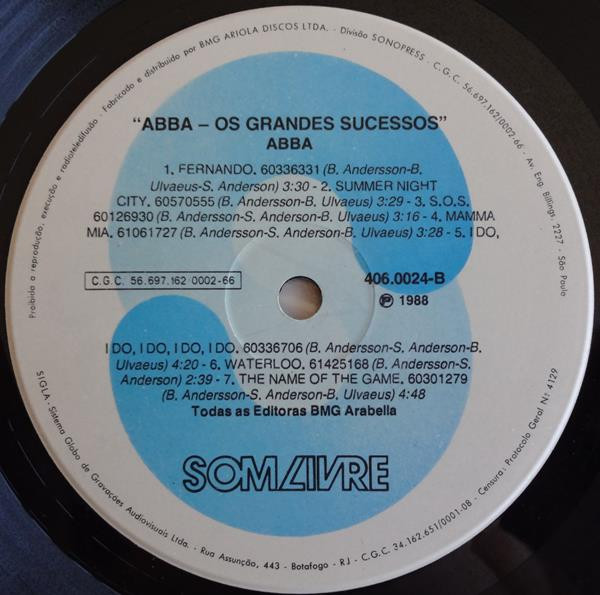 Proibida a reprodução, execução e radioteledifusão - Fabricado e distribuído por BMG ARIOLA DISCOS LTDA. - Divisão SONOPRESS - C.G.C. 56.697.162/0002-66 - Av. Eng. Billings, 2227 - São Paulo
"ABBA – OS GRANDES SUCESSOS"
ABBA
1. FERNANDO. 60336331 (B. Andersson-B.
Ulvaeus-S. Anderson) 3:30 - 2. SUMMER NIGHT
CITY. 60570555 (B. Andersson-B. Ulvaeus) 3:29 - 3. S.O.S.
60126930 (B. Andersson-S. Anderson-B. Ulvaeus) 3:16 - 4. MAMMA
MIA. 61061727 (B. Andersson-S. Anderson-B. Ulvaeus) 3:28 - 5. I DO,
C.G.C. 56.697.162/0002-66
406.0024-B
℗ 1988
I DO, I DO, I DO, I DO. 60336706 (B. Andersson-S. Anderson-B.
Ulvaeus) 4:20 - 6. WATERLOO. 61425168 (B. Andersson-S.
Anderson) 2:39 - 7. THE NAME OF THE GAME. 60301279
(B. Andersson-S. Anderson-B. Ulvaeus) 4:48
Todas as Editoras BMG Arabella
SOM LIVRE
SIGLA - Sistema Globo de Gravações Audiovisuais Ltda. - Rua Assunção, 443 - Botafogo - RJ - C.G.C. 34.162.651/0001-08 - Censura: Protocolo Geral Nº 4129